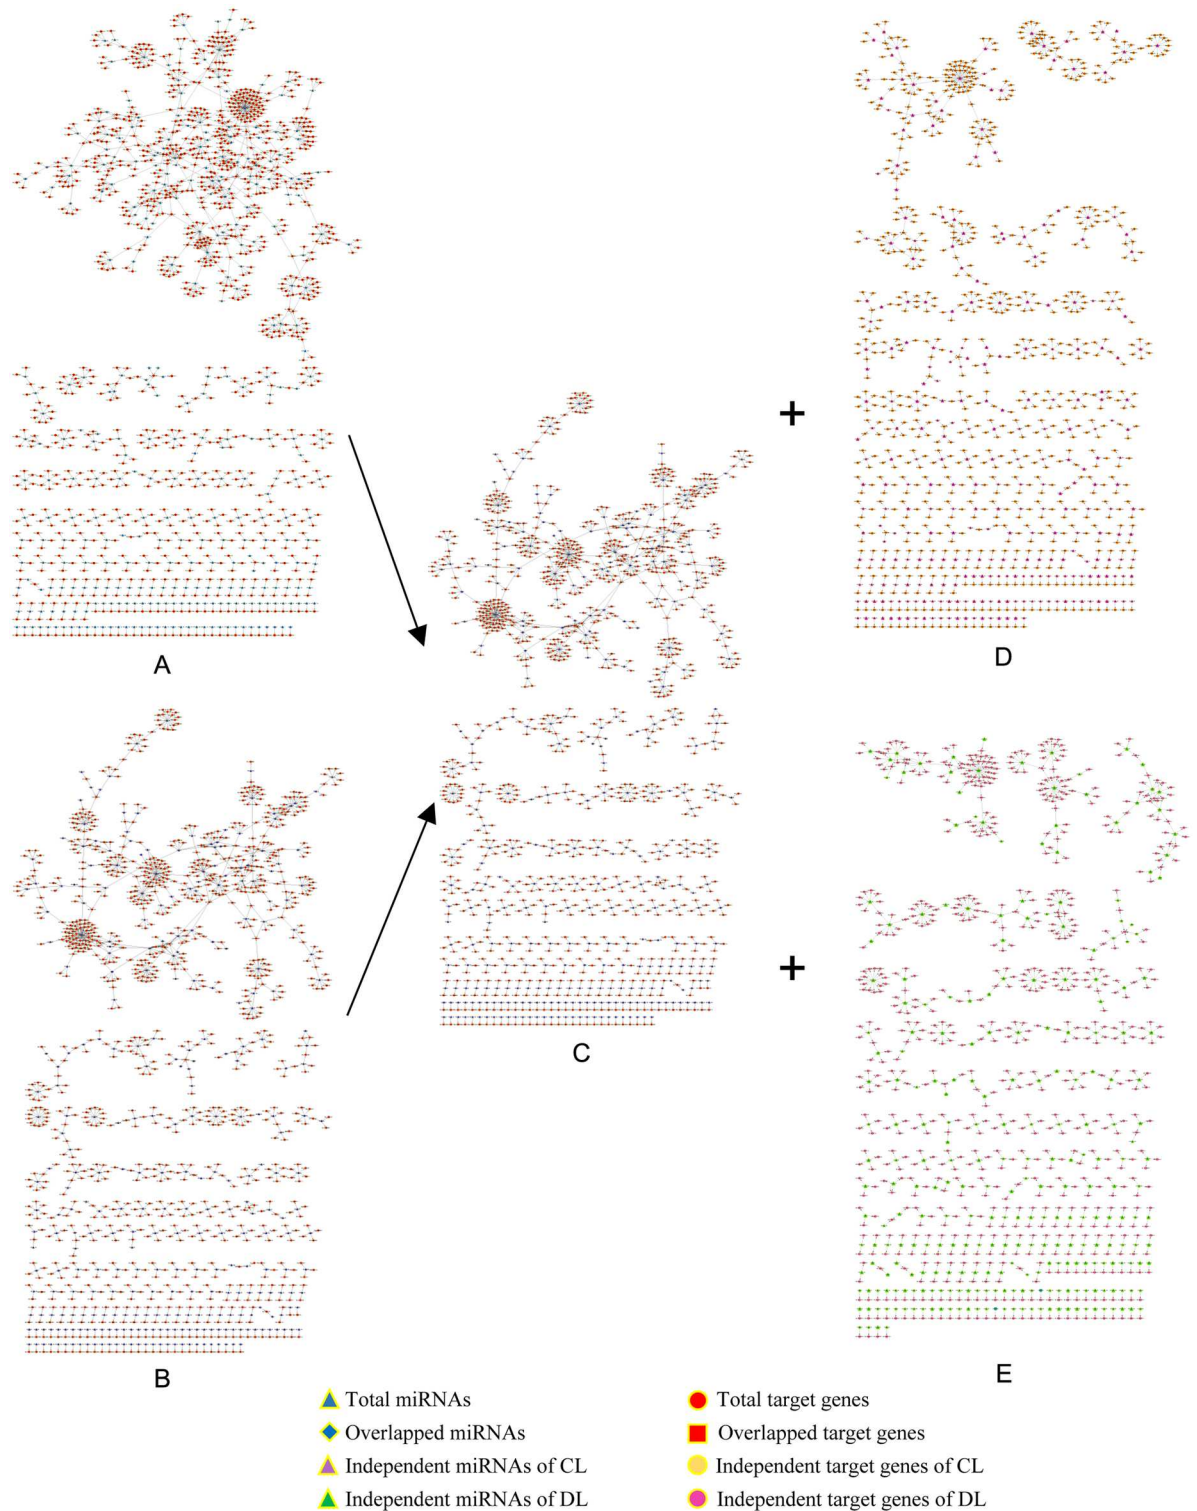 +
A
D
C
+
B
E
Total miRNAs
Total target genes
Overlapped miRNAs
Overlapped target genes
Independent miRNAs of CL
Independent target genes of CL
Independent miRNAs of DL
Independent target genes of DL